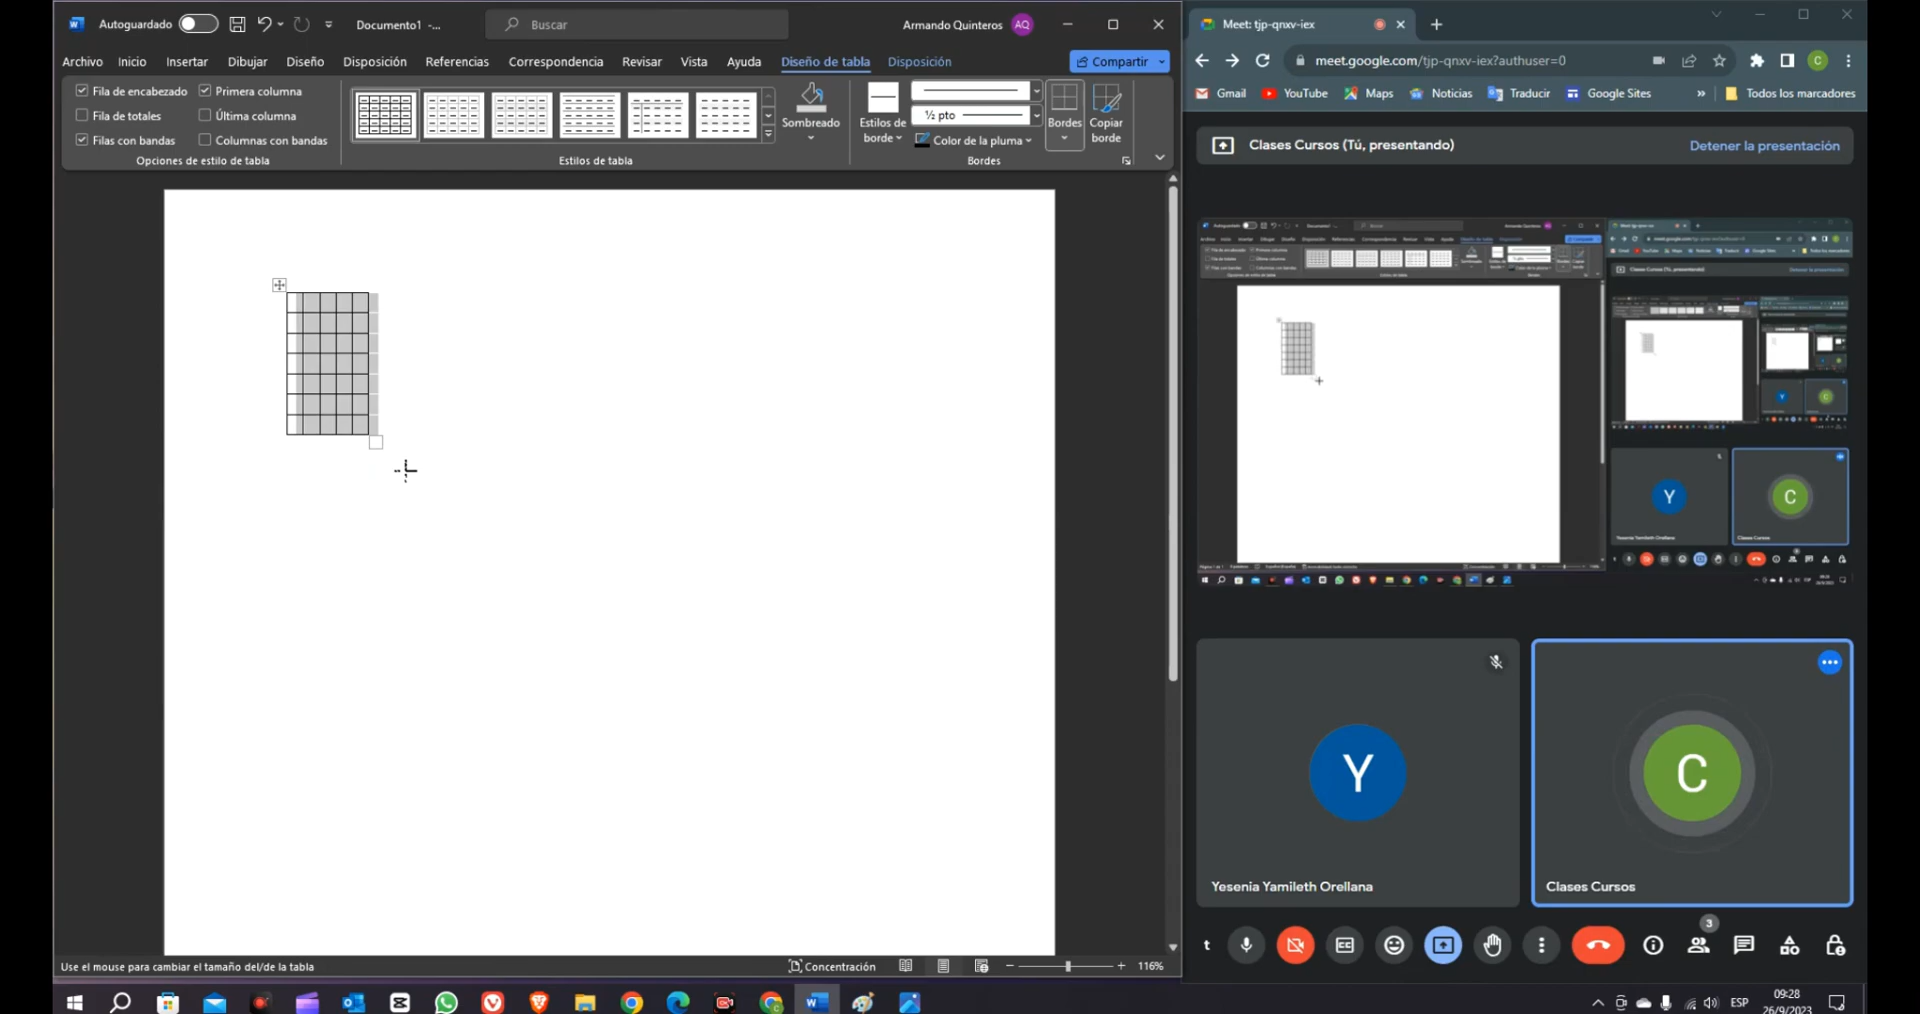 Autoguardado
Documento1 -...
Buscar
Armando Quinteros
AQ
Archivo
Inicio
Insertar
Dibujar
Diseño
Disposición
Referencias
Correspondencia
Revisar
Vista
Ayuda
Diseño de tabla
Disposición
Compartir
Fila de encabezado
Primera columna
Fila de totales
Última columna
Filas con bandas
Columnas con bandas
Opciones de estilo de tabla
Estilos de tabla
Sombreado
Estilos de
borde
½ pto
Color de la pluma
Bordes
Copiar
borde
Bordes
Use el mouse para cambiar el tamaño del/de la tabla
Concentración
116%
Meet: tjp-qnxv-iex
meet.google.com/tjp-qnxv-iex?authuser=0
C
Gmail
YouTube
Maps
Noticias
Traducir
Google Sites
»
Todos los marcadores
Clases Cursos (Tú, presentando)
Detener la presentación
Y
C
Yesenia Yamileth Orellana
Clases Cursos
Y
C
Yesenia Yamileth Orellana
Clases Cursos
t
3
ESP
09:28
26/9/2023